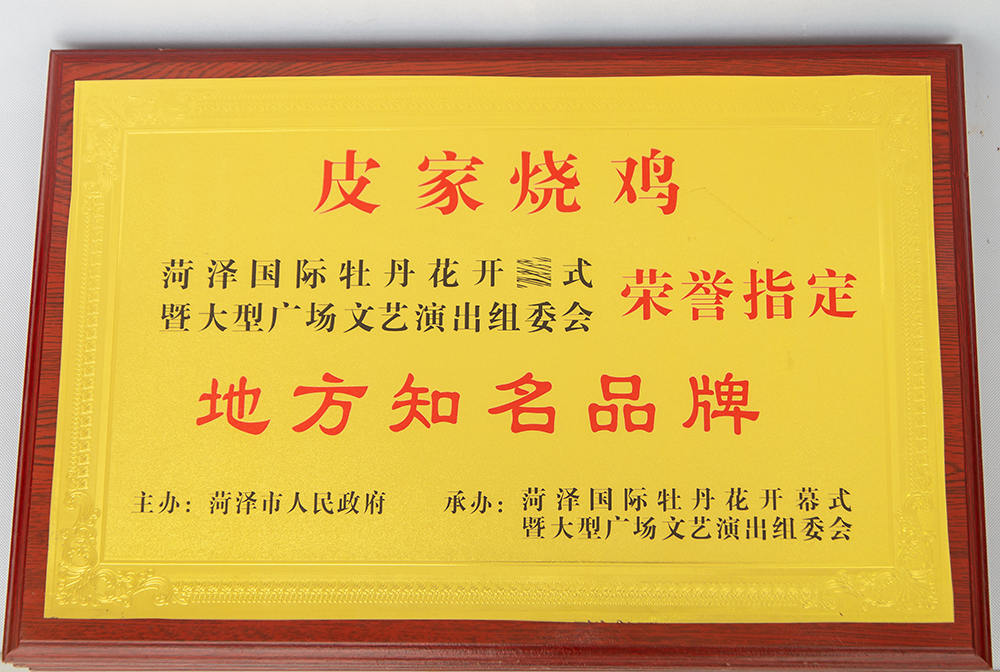 皮家烧鸡
菏泽国际牡丹花开式
暨大型广场文艺演出组委会
荣誉指定
地方知名品牌
主办：菏泽市人民政府
承办：菏泽国际牡丹花开幕式
暨大型广场文艺演出组委会